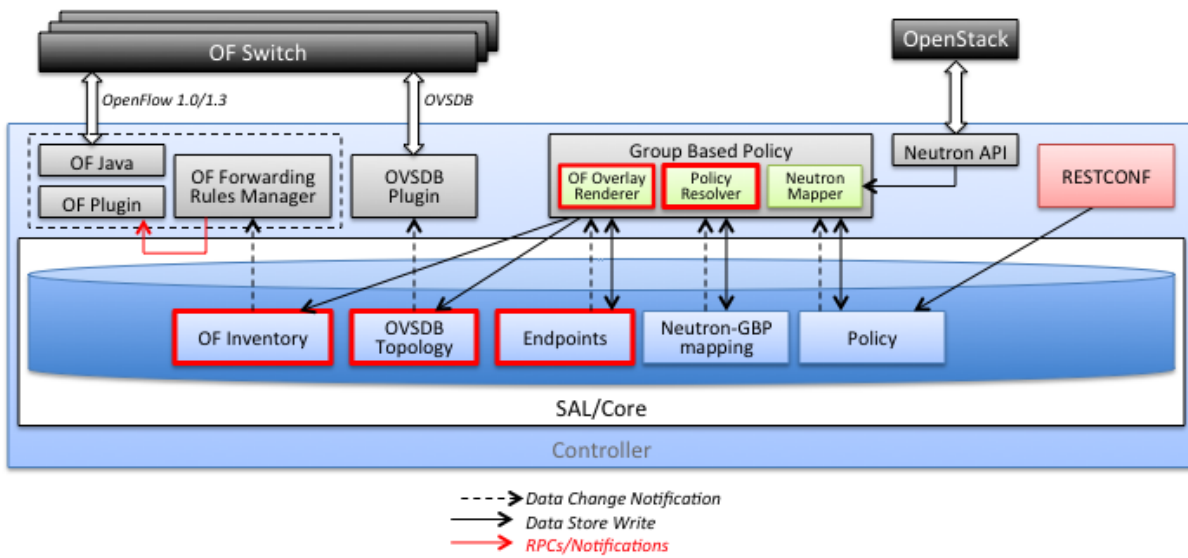 OF Switch
OpenStack
OpenFlow 1.0/1.3
OVSDB
OF Java
OF Plugin
OF Forwarding
Rules Manager
OVSDB
Plugin
Group Based Policy
OF Overlay
Renderer
Policy
Resolver
Neutron
Mapper
Neutron API
RESTCONF
OF Inventory
OVSDB
Topology
Endpoints
Neutron-GBP
mapping
Policy
SAL/Core
Controller
Data Change Notification
Data Store Write
RPCs/Notifications